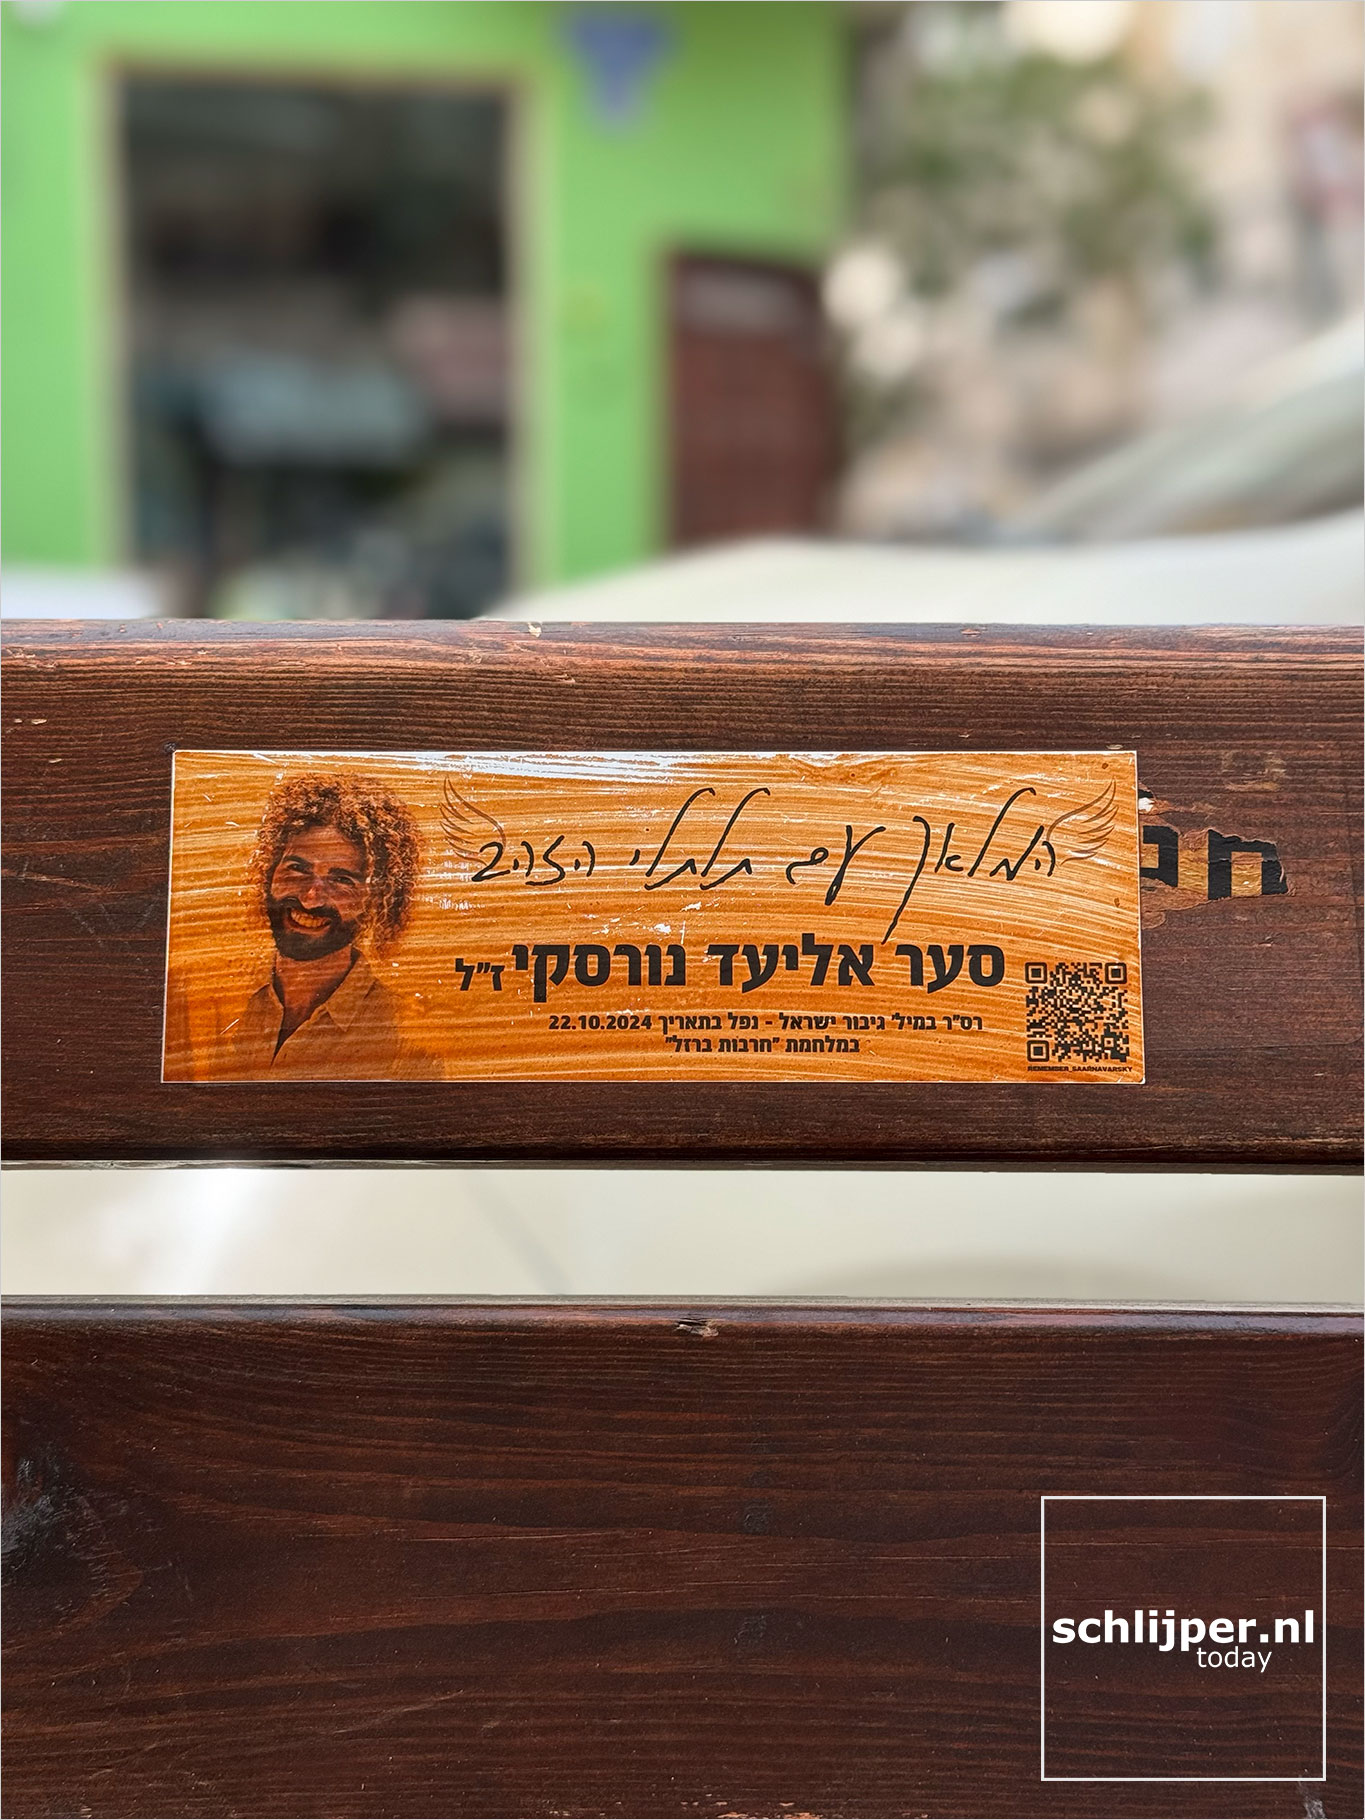 המלאך עם תלתלי הזהב
סער אליעד נורסקי ז"ל
רס"ר במיל' גיבור ישראל - נפל בתאריך 22.10.2024
במלחמת "חרבות ברזל"
REMEMBER_SAARNAVARSKY
schlijper.nl
today